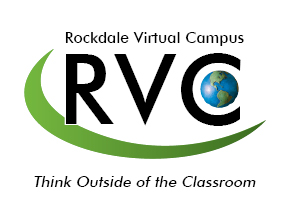 Rockdale Virtual Campus
RVC
Think Outside of the Classroom